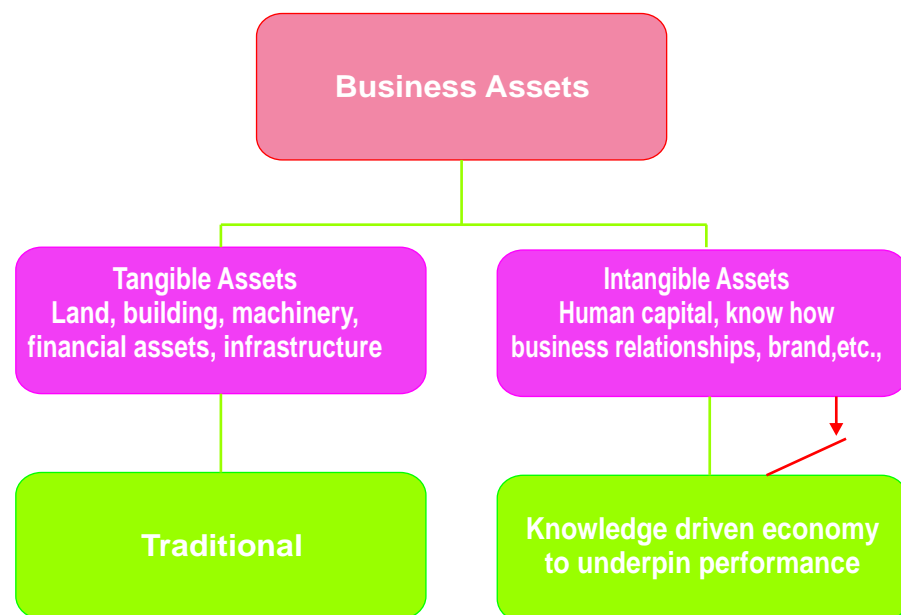 Business Assets
Tangible Assets
Land, building, machinery,
financial assets, infrastructure
Intangible Assets
Human capital, know how
business relationships, brand,etc.,
Traditional
Knowledge driven economy
to underpin performance